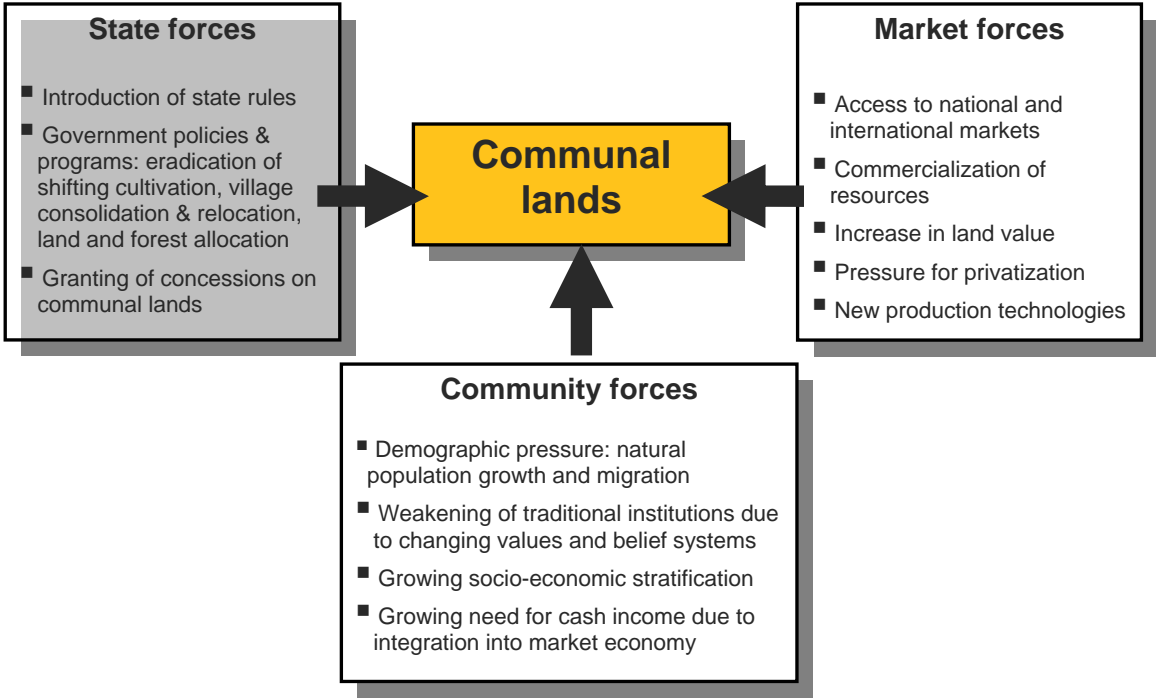 State forces
▪ Introduction of state rules
▪ Government policies &
programs: eradication of
shifting cultivation, village
consolidation & relocation,
land and forest allocation
▪ Granting of concessions on
communal lands
Communal
lands
Market forces
▪ Access to national and
international markets
▪ Commercialization of
resources
▪ Increase in land value
▪ Pressure for privatization
▪ New production technologies
Community forces
▪ Demographic pressure: natural
population growth and migration
▪ Weakening of traditional institutions due
to changing values and belief systems
▪ Growing socio-economic stratification
▪ Growing need for cash income due to
integration into market economy